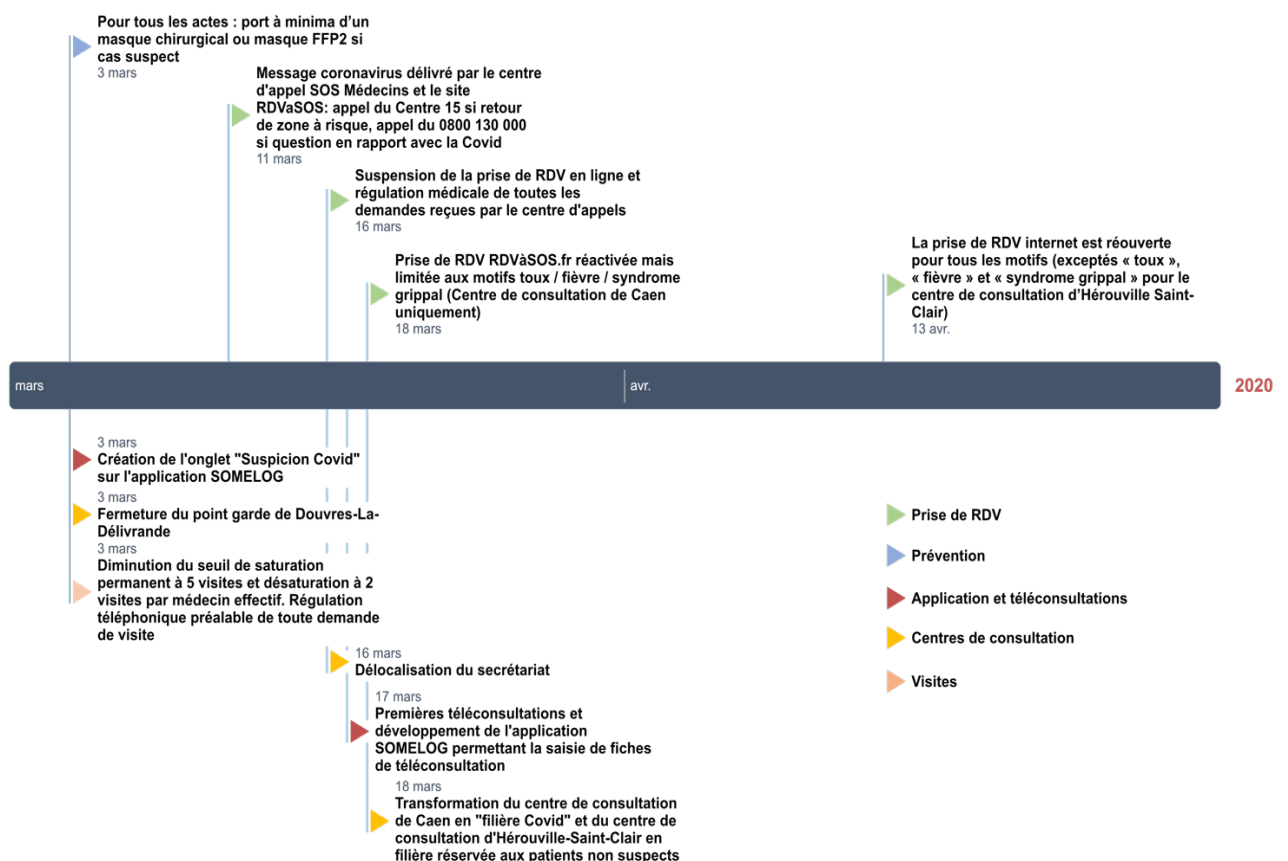 Pour tous les actes : port à minima d'un
masque chirurgical ou masque FFP2 si
cas suspect
3 mars
Message coronavirus délivré par le centre
d'appel SOS Médecins et le site
RDVaSOS: appel du Centre 15 si retour
de zone à risque, appel du 0800 130 000
si question en rapport avec la Covid
11 mars
Suspension de la prise de RDV en ligne et
régulation médicale de toutes les
demandes reçues par le centre d'appels
16 mars
Prise de RDV RDVàSOS.fr réactivée mais
limitée aux motifs toux / fièvre / syndrome
grippal (Centre de consultation de Caen
uniquement)
18 mars
La prise de RDV internet est réouverte
pour tous les motifs (exceptés « toux »,
« fièvre » et « syndrome grippal » pour le
centre de consultation d'Hérouville Saint-
Clair)
13 avr.
mars
avr.
2020
3 mars
Création de l'onglet "Suspicion Covid"
sur l'application SOMELOG
3 mars
Fermeture du point garde de Douvres-La-
Délivrande
3 mars
Diminution du seuil de saturation
permanent à 5 visites et désaturation à 2
visites par médecin effectif. Régulation
téléphonique préalable de toute demande
de visite
16 mars
Délocalisation du secrétariat
17 mars
Premières téléconsultations et
développement de l'application
SOMELOG permettant la saisie de fiches
de téléconsultation
18 mars
Transformation du centre de consultation
de Caen en "filière Covid" et du centre de
consultation d'Hérouville-Saint-Clair en
filière réservée aux patients non suspects
Prise de RDV
Prévention
Application et téléconsultations
Centres de consultation
Visites